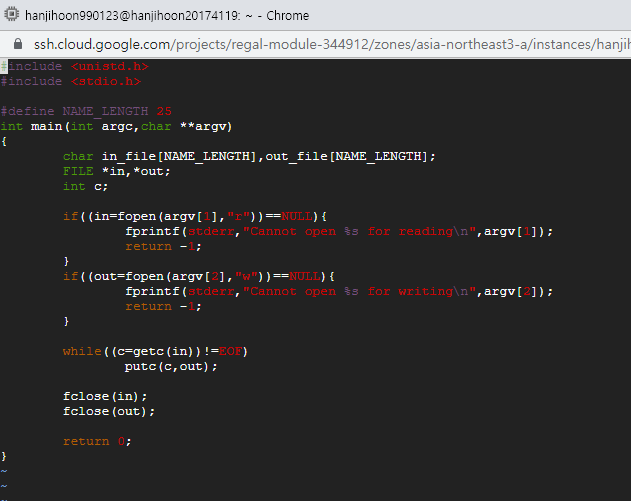 hanjihoon990123@hanjihoon20174119: ~ - Chrome
ssh.cloud.google.com/projects/regal-module-344912/zones/asia-northeast3-a/instances/hanjih
#include <unistd.h>
#include <stdio.h>
#define NAME_LENGTH 25
int main(int argc,char **argv)
{
char in_file[NAME_LENGTH],out_file[NAME_LENGTH];
FILE *in,*out;
int c;
if((in=fopen(argv[1],"r"))==NULL){
fprintf(stderr,"Cannot open %s for reading\n",argv[1]);
return -1;
}
if((out=fopen(argv[2],"w"))==NULL){
fprintf(stderr,"Cannot open %s for writing\n",argv[2]);
return -1;
}
while((c=getc(in))!=EOF)
putc(c,out);
fclose(in);
fclose(out);
return 0;
}
~
~
~